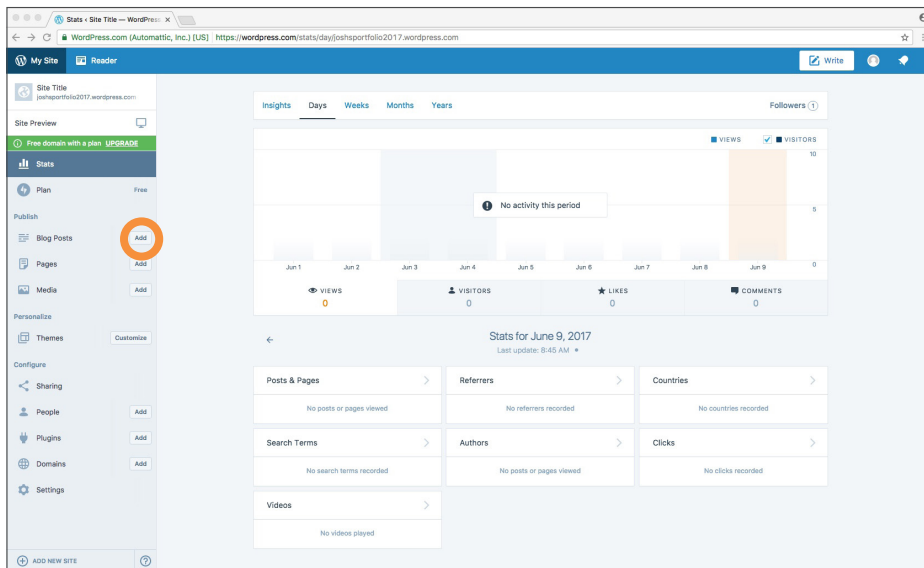 Stats ‹ Site Title — WordPress
WordPress.com (Automattic, Inc.) [US] https://wordpress.com/stats/day/joshsportfolio2017.wordpress.com
My Site Reader Write
Site Title
joshsportfolio2017.wordpress.com
Site Preview
Free domain with a plan UPGRADE
Stats
Plan Free
Publish
Blog Posts Add
Pages Add
Media Add
Personalize
Themes Customize
Configure
Sharing
People Add
Plugins Add
Domains Add
Settings
ADD NEW SITE
Insights Days Weeks Months Years Followers 1
VIEWS VISITORS
10
No activity this period
5
Jun 1 Jun 2 Jun 3 Jun 4 Jun 5 Jun 6 Jun 7 Jun 8 Jun 9 0
VIEWS VISITORS LIKES COMMENTS
0 0 0 0
Stats for June 9, 2017
Last update: 8:45 AM
Posts & Pages Referrers Countries
No posts or pages viewed No referrers recorded No countries recorded
Search Terms Authors Clicks
No search terms recorded No posts or pages viewed No clicks recorded
Videos
No videos played